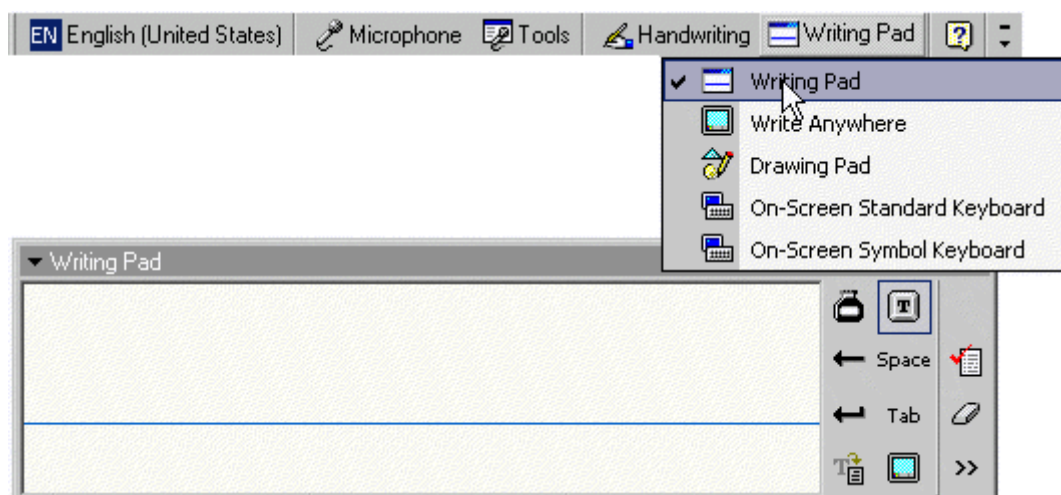 EN English (United States) Microphone Tools Handwriting Writing Pad
Writing Pad
Write Anywhere
Drawing Pad
On-Screen Standard Keyboard
On-Screen Symbol Keyboard
Writing Pad
T
Space
Tab
T